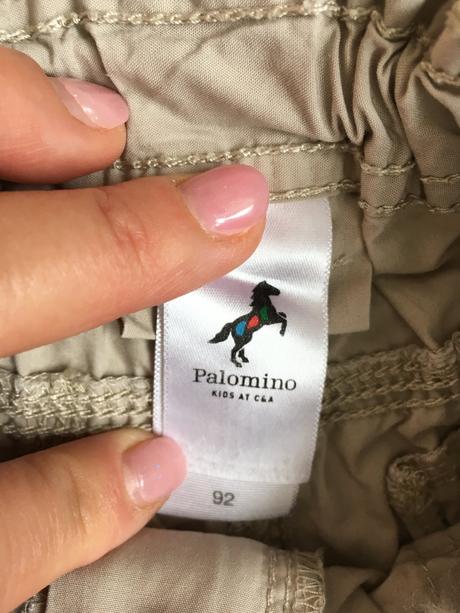 Palomino
KIDS AT C&A
92